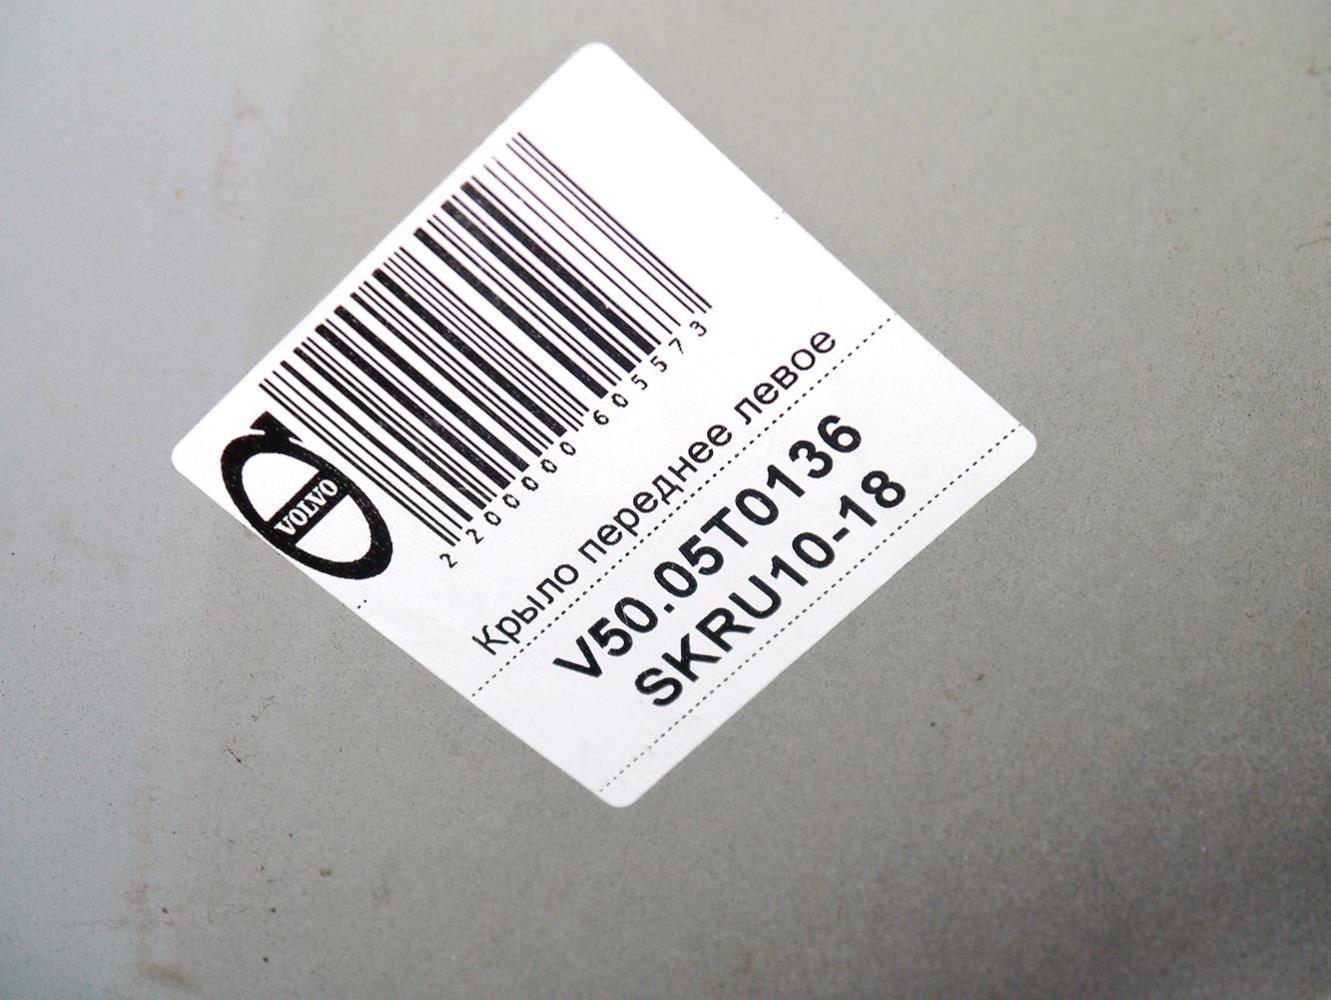 VOLVO
2200000605573
Крыло переднее левое
V50.05T0136
SKRU10-18